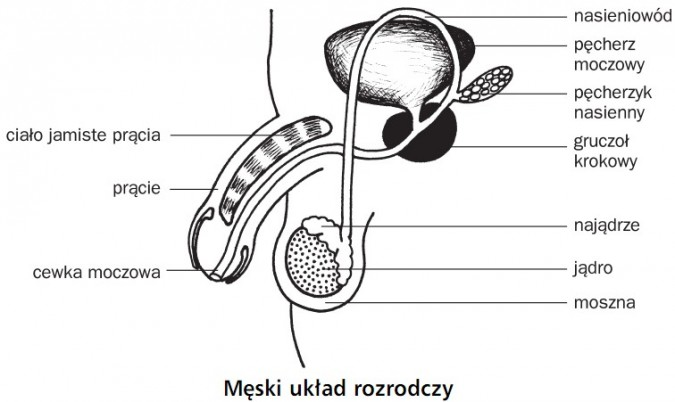 nasieniowód
pęcherz
moczowy
pęcherzyk
nasienny
gruczoł
krokowy
ciało jamiste prącia
prącie
cewka moczowa
najądrze
jądro
moszna
Męski układ rozrodczy